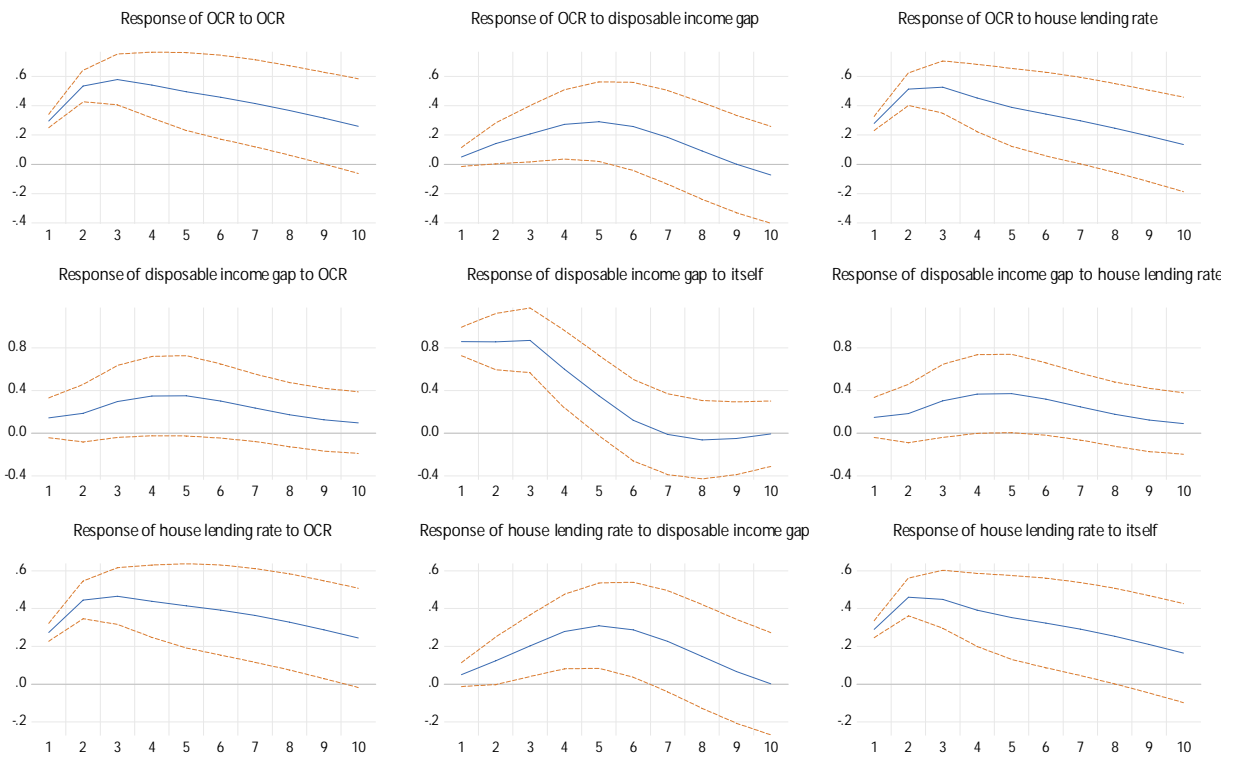 Response of OCR to OCR
Response of OCR to disposable income gap
Response of OCR to house lending rate
.6
.4
.2
.0
-.2
-.4
1 2 3 4 5 6 7 8 9 10
.6
.4
.2
.0
-.2
-.4
1 2 3 4 5 6 7 8 9 10
.6
.4
.2
.0
-.2
-.4
1 2 3 4 5 6 7 8 9 10
Response of disposable income gap to OCR
Response of disposable income gap to itself
Response of disposable income gap to house lending rate
0.8
0.4
0.0
-0.4
1 2 3 4 5 6 7 8 9 10
0.8
0.4
0.0
-0.4
1 2 3 4 5 6 7 8 9 10
0.8
0.4
0.0
-0.4
1 2 3 4 5 6 7 8 9 10
Response of house lending rate to OCR
Response of house lending rate to disposable income gap
Response of house lending rate to itself
.6
.4
.2
.0
-.2
1 2 3 4 5 6 7 8 9 10
.6
.4
.2
.0
-.2
1 2 3 4 5 6 7 8 9 10
.6
.4
.2
.0
-.2
1 2 3 4 5 6 7 8 9 10